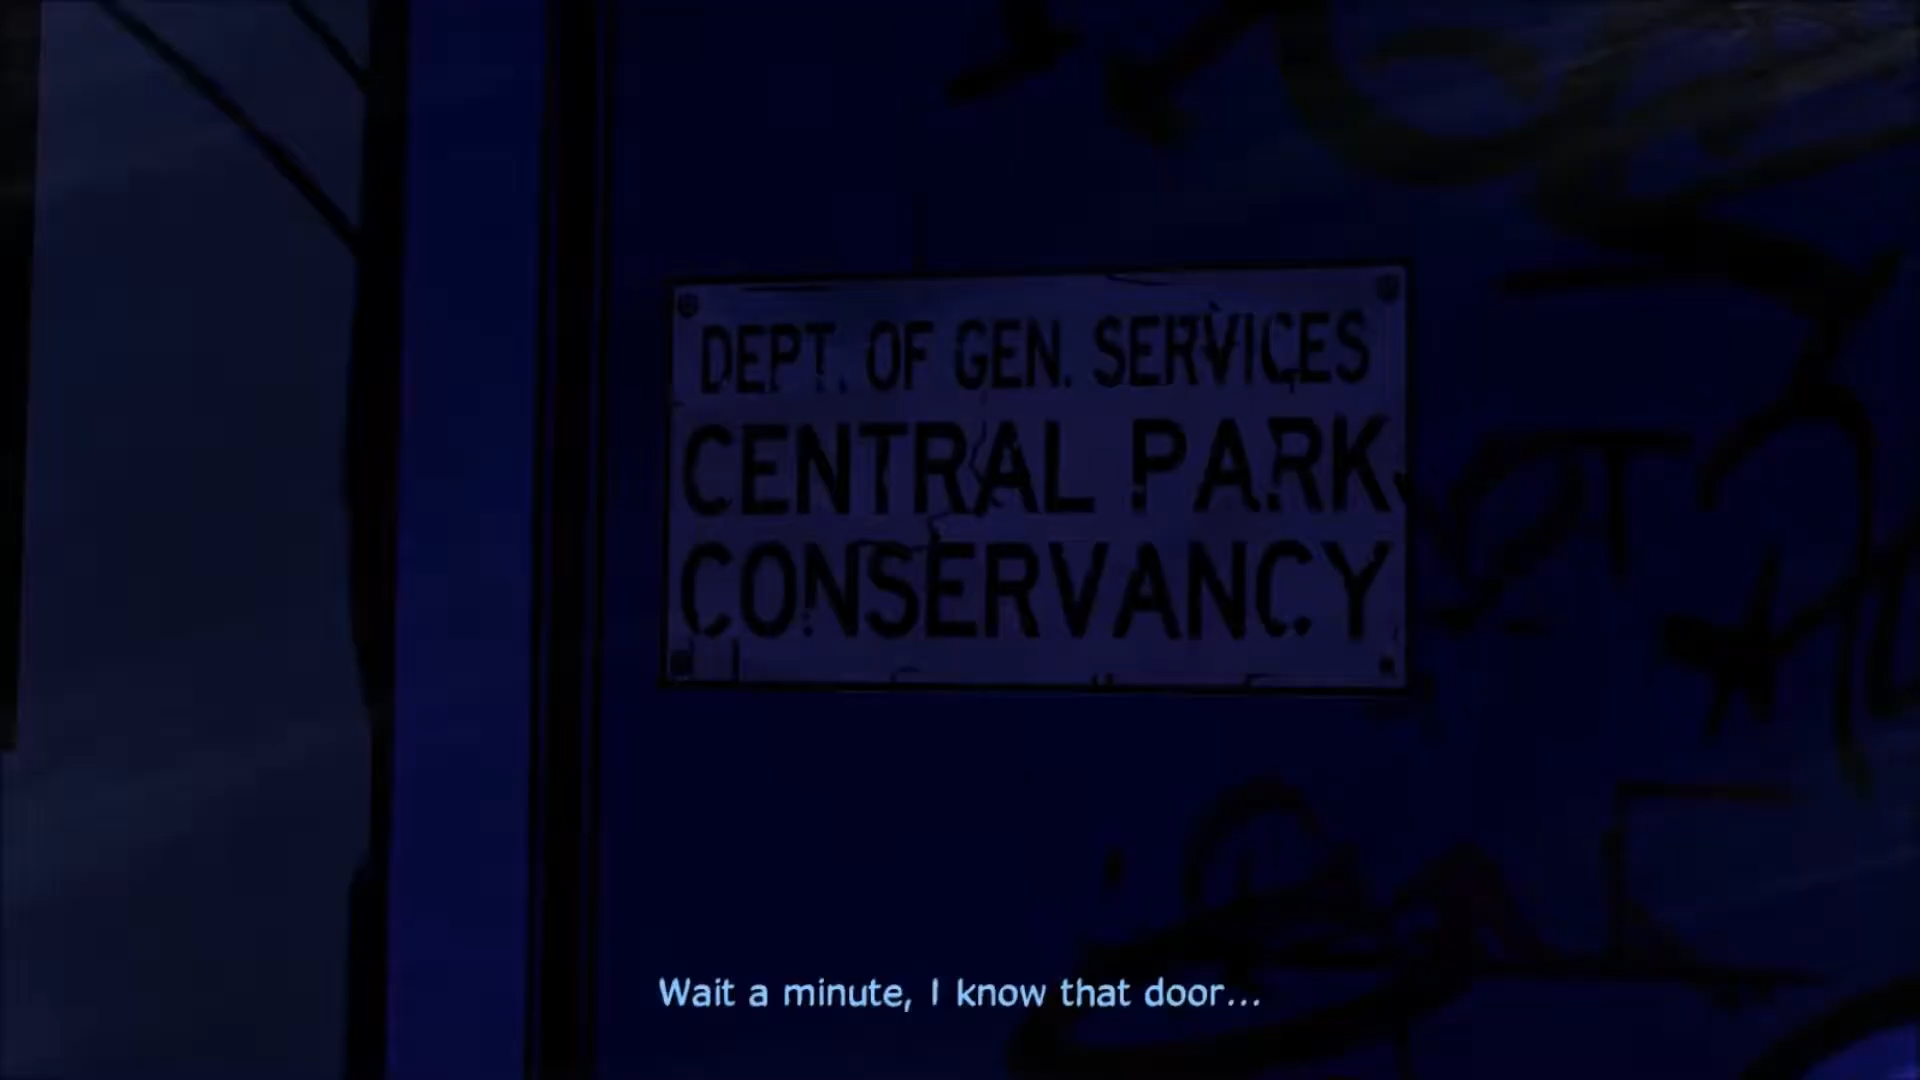 DEPT. OF GEN. SERVICES
CENTRAL PARK
CONSERVANCY
Wait a minute, I know that door...